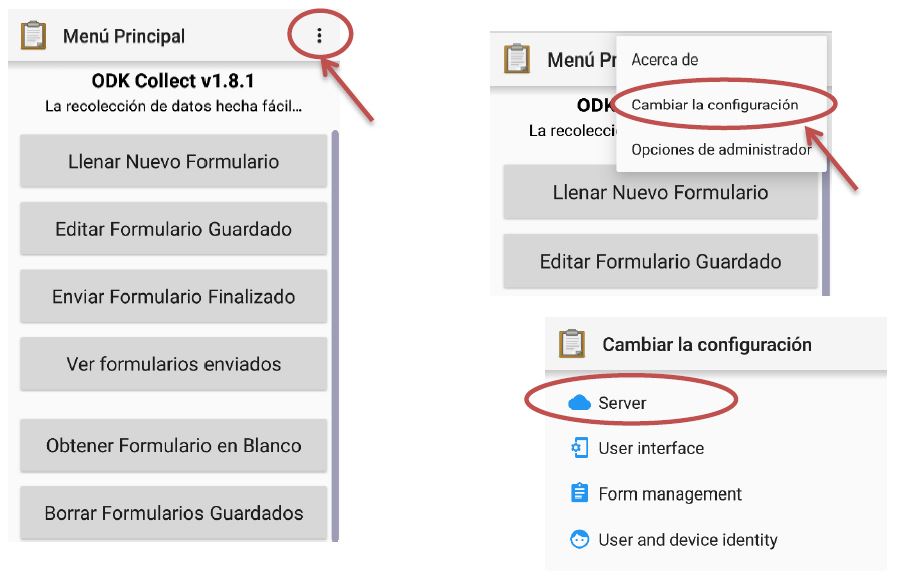 Menú Principal
ODK Collect v1.8.1
La recolección de datos hecha fácil...
Llenar Nuevo Formulario
Editar Formulario Guardado
Enviar Formulario Finalizado
Ver formularios enviados
Obtener Formulario en Blanco
Borrar Formularios Guardados
Menú Pr
Acerca de
ODK
Cambiar la configuración
La recolecci
Opciones de administrador
Llenar Nuevo Formulario
Editar Formulario Guardado
Cambiar la configuración
Server
User interface
Form management
User and device identity